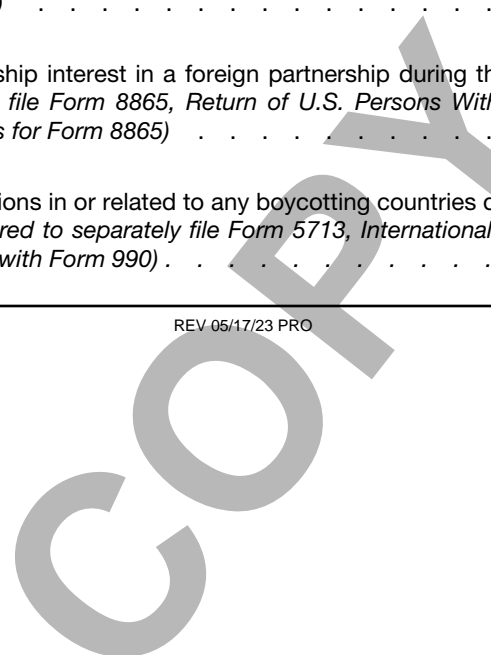 ) . . . . . . . . . . . . . . .
ship interest in a foreign partnership during th
file Form 8865, Return of U.S. Persons With
s for Form 8865) . . . . . . . . . .
ions in or related to any boycotting countries d
red to separately file Form 5713, International
with Form 990) . . . . . . . . . . .
REV 05/17/23 PRO
COPY